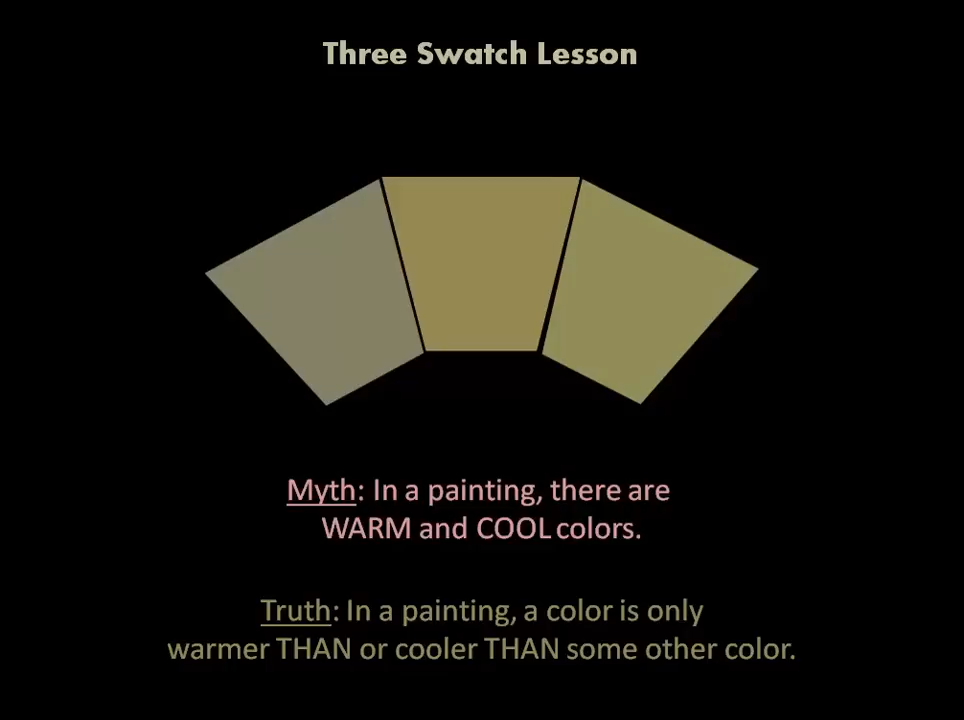 Three Swatch Lesson
Myth: In a painting, there are
WARM and COOL colors.
Truth: In a painting, a color is only
warmer THAN or cooler THAN some other color.